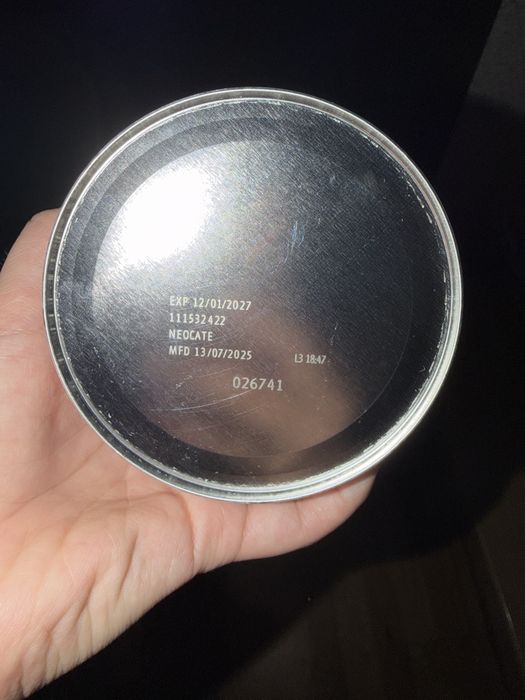 EXP 12/01/2027
111532422
NEOCATE
MFD 13/07/2025 L3 18:47
026741